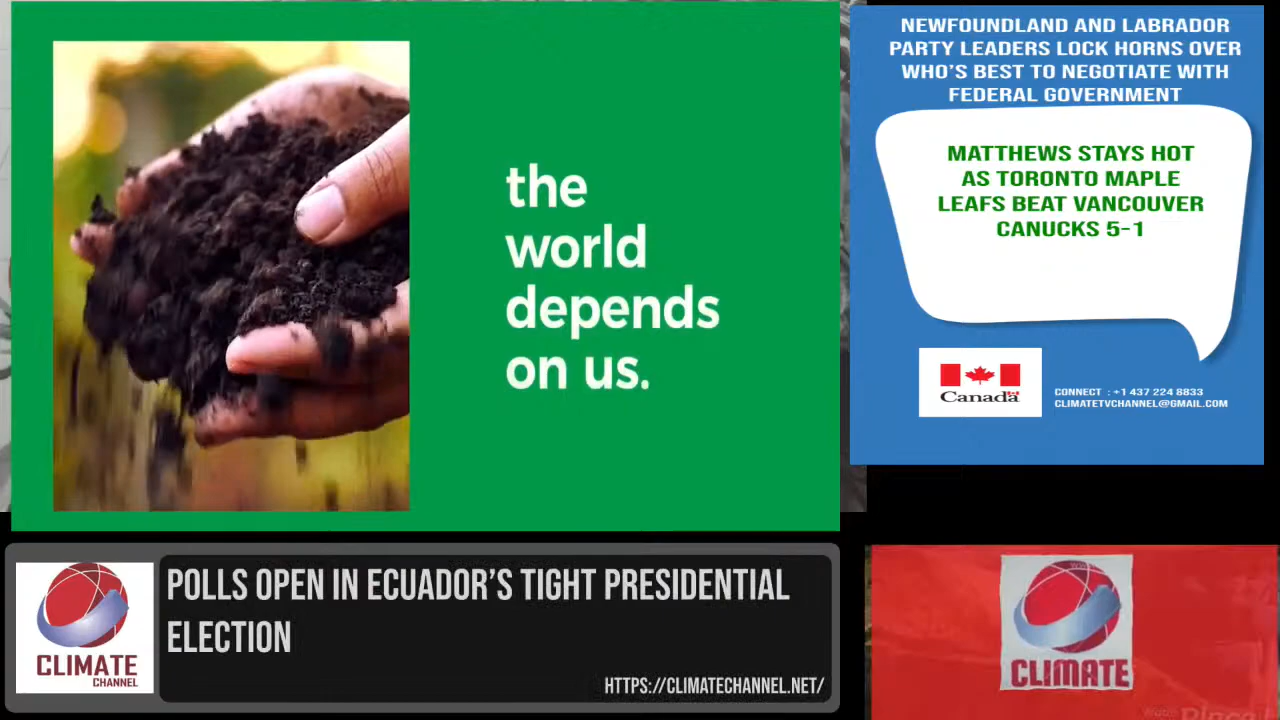 the
world
depends
on us.
NEWFOUNDLAND AND LABRADOR
PARTY LEADERS LOCK HORNS OVER
WHO'S BEST TO NEGOTIATE WITH
FEDERAL GOVERNMENT
MATTHEWS STAYS HOT
AS TORONTO MAPLE
LEAFS BEAT VANCOUVER
CANUCKS 5-1
Canada
CONNECT : +1 437 224 8833
CLIMATETVCHANNEL@GMAIL.COM
CLIMATE
CHANNEL
POLLS OPEN IN ECUADOR’S TIGHT PRESIDENTIAL
ELECTION
HTTPS://CLIMATECHANNEL.NET/
CLIMATE